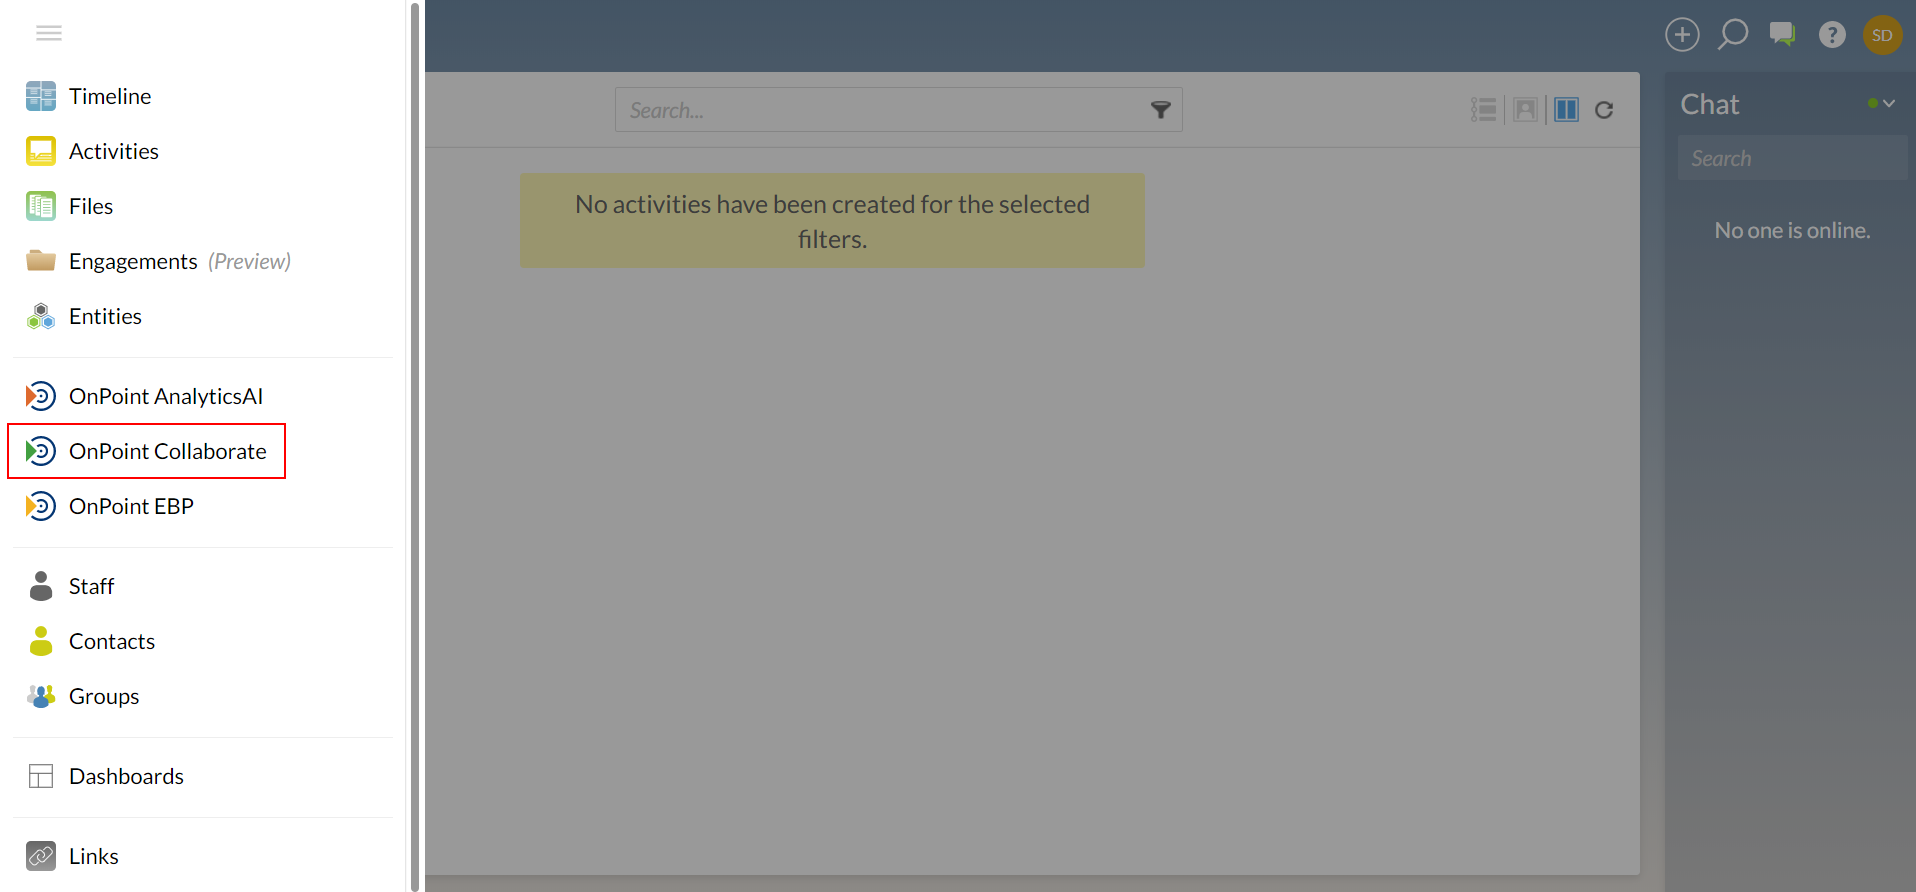 Timeline
Activities
Files
Engagements (Preview)
Entities
OnPoint AnalyticsAI
OnPoint Collaborate
OnPoint EBP
Staff
Contacts
Groups
Dashboards
Links
Search...
No activities have been created for the selected
filters.
?
SD
Chat
Search
No one is online.